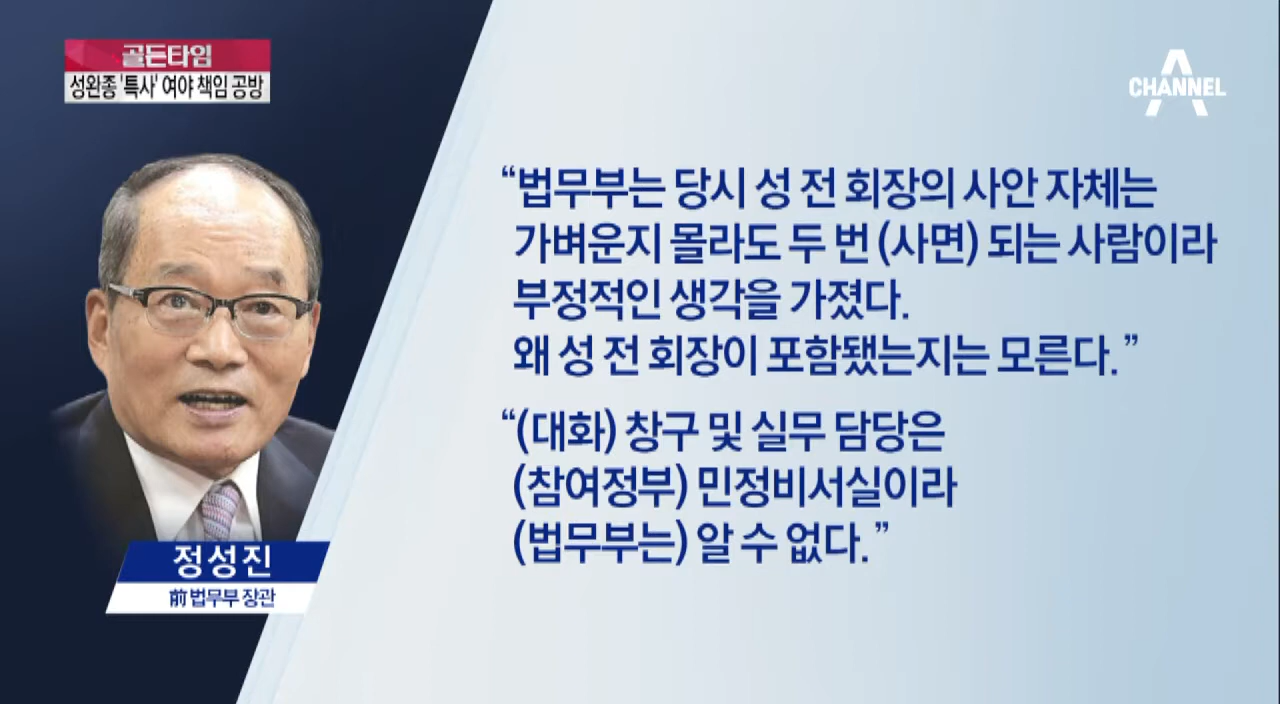 골든타임
성완종 '특사' 여야 책임 공방
CHANNEL
“법무부는 당시 성 전 회장의 사안 자체는
가벼운지 몰라도 두 번 (사면) 되는 사람이라
부정적인 생각을 가졌다.
왜 성 전 회장이 포함됐는지는 모른다.”
“(대화) 창구 및 실무 담당은
(참여정부) 민정비서실이라
(법무부는) 알 수 없다.”
정성진
前 법무부 장관